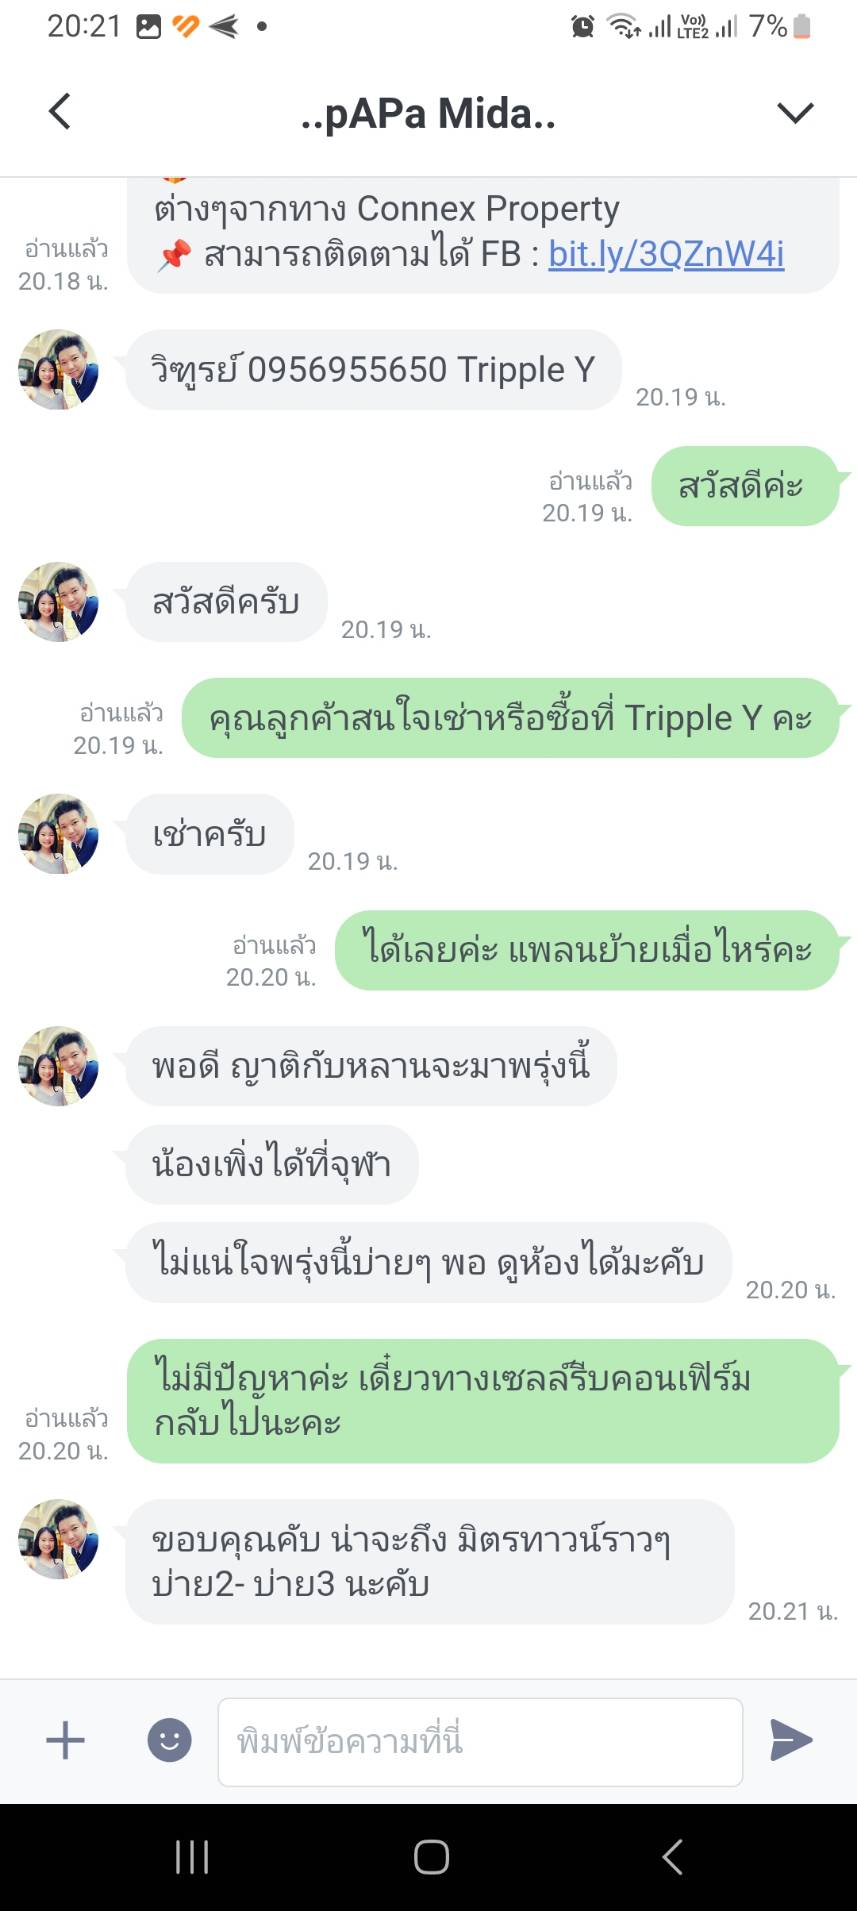 20:21
Vo))
LTE2
7%
..pAPa Mida..
ต่างๆจากทาง Connex Property
📌 สามารถติดตามได้ FB : bit.ly/3QZnW4i
อ่านแล้ว
20.18 น.
วิฑูรย์ 0956955650 Tripple Y
20.19 น.
สวัสดีค่ะ
อ่านแล้ว
20.19 น.
สวัสดีครับ
20.19 น.
คุณลูกค้าสนใจเช่าหรือซื้อที่ Tripple Y คะ
อ่านแล้ว
20.19 น.
เช่าครับ
20.19 น.
ได้เลยค่ะ แพลนย้ายเมื่อไหร่คะ
อ่านแล้ว
20.20 น.
พอดี ญาติกับหลานจะมาพรุ่งนี้
น้องเพิ่งได้ที่จุฬา
ไม่แน่ใจพรุ่งนี้บ่ายๆ พอ ดูห้องได้มะคับ
20.20 น.
ไม่มีปัญหาค่ะ เดี๋ยวทางเซลล์รีบคอนเฟิร์ม
กลับไปนะคะ
อ่านแล้ว
20.20 น.
ขอบคุณคับ น่าจะถึง มิตรทาวน์ราวๆ
บ่าย2- บ่าย3 นะคับ
20.21 น.
พิมพ์ข้อความที่นี่